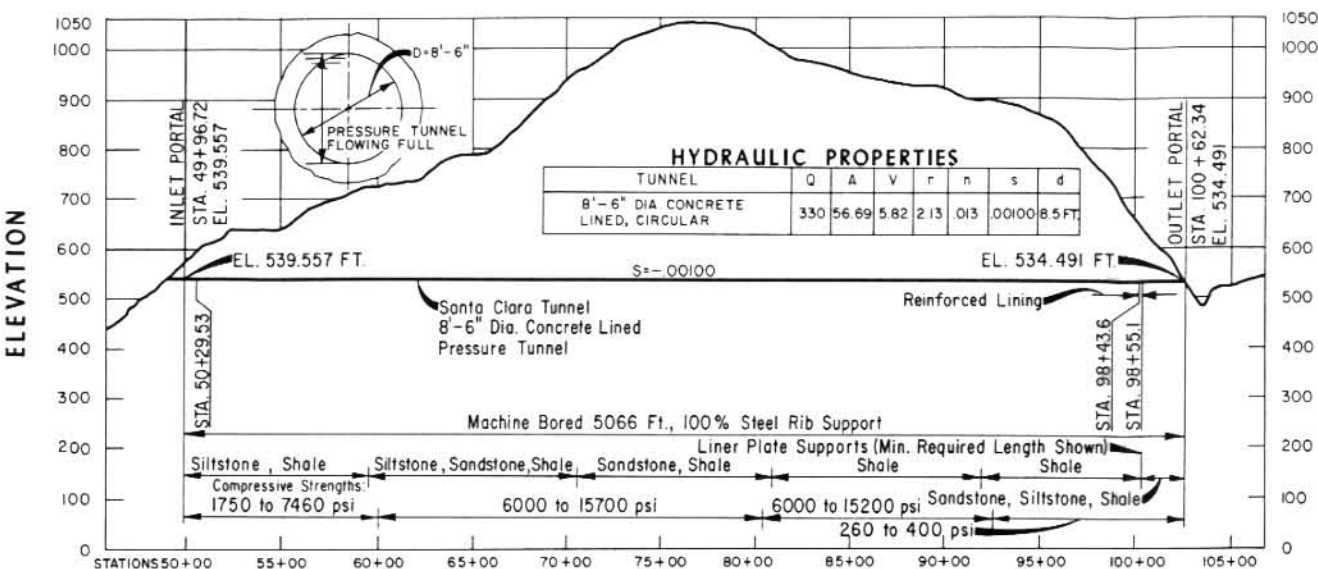 ELEVATION
1050
1000
900
800
700
600
500
400
300
200
100
0
1050
1000
900
800
700
600
500
400
300
200
100
0
D=8'-6"
PRESSURE TUNNEL
FLOWING FULL
INLET PORTAL
STA. 49+96.72
EL. 539.557
HYDRAULIC PROPERTIES
TUNNEL Q A V r n s d
8'-6" DIA CONCRETE
LINED, CIRCULAR
330 56.69 5.82 2.13 .013 .00100 8.5 FT.
OUTLET PORTAL
STA. 100+62.34
EL. 534.491
EL. 539.557 FT.
S=-.00100
EL. 534.491 FT.
Santa Clara Tunnel
8'-6" Dia. Concrete Lined
Pressure Tunnel
Reinforced Lining
STA. 50+29.53
STA. 98+43.6
STA. 98+55.1
Machine Bored 5066 Ft., 100% Steel Rib Support
Liner Plate Supports (Min. Required Length Shown)
Siltstone, Shale
Siltstone, Sandstone, Shale
Sandstone, Shale
Shale
Shale
Compressive Strengths:
1750 to 7460 psi
6000 to 15700 psi
6000 to 15200 psi
Sandstone, Siltstone, Shale
260 to 400 psi
STATIONS 50+00 55+00 60+00 65+00 70+00 75+00 80+00 85+00 90+00 95+00 100+00 105+00